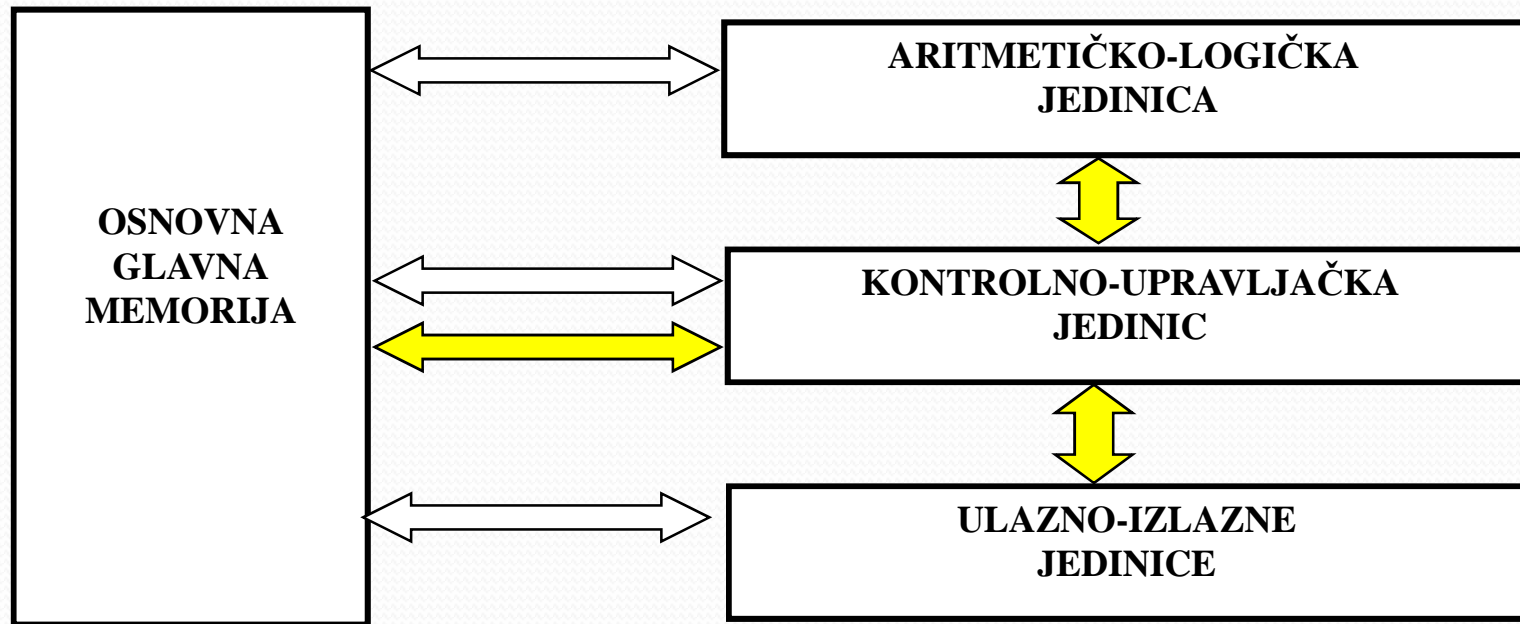 OSNOVNA
GLAVNA
MEMORIJA
ARITMETIČKO-LOGIČKA
JEDINICA
KONTROLNO-UPRAVLJAČKA
JEDINIC
ULAZNO-IZLAZNE
JEDINICE